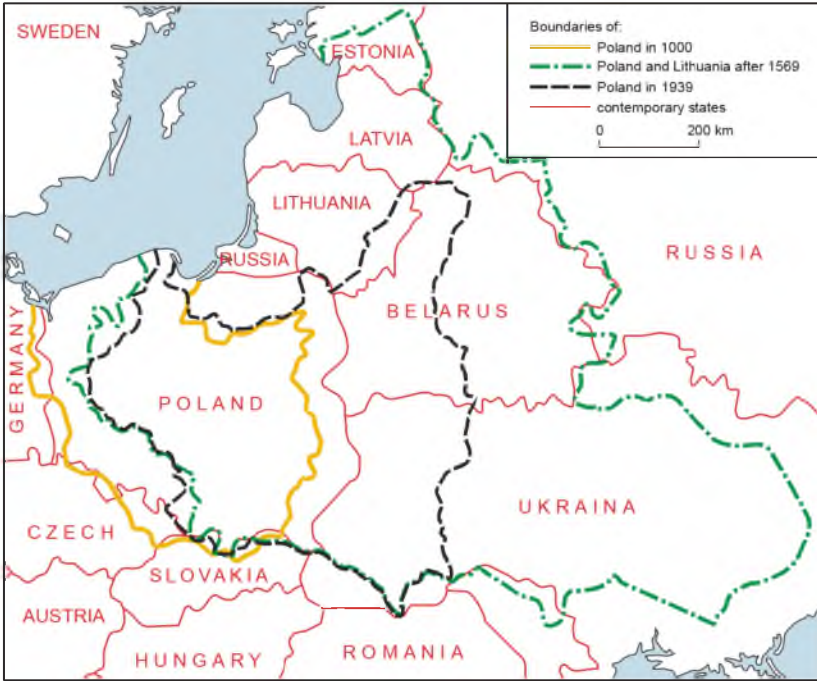 SWEDEN
ESTONIA
LATVIA
LITHUANIA
RUSSIA
RUSSIA
BELARUS
GERMANY
POLAND
UKRAINA
CZECH
SLOVAKIA
AUSTRIA
HUNGARY
ROMANIA
Boundaries of:
Poland in 1000
Poland and Lithuania after 1569
Poland in 1939
contemporary states
0 200 km